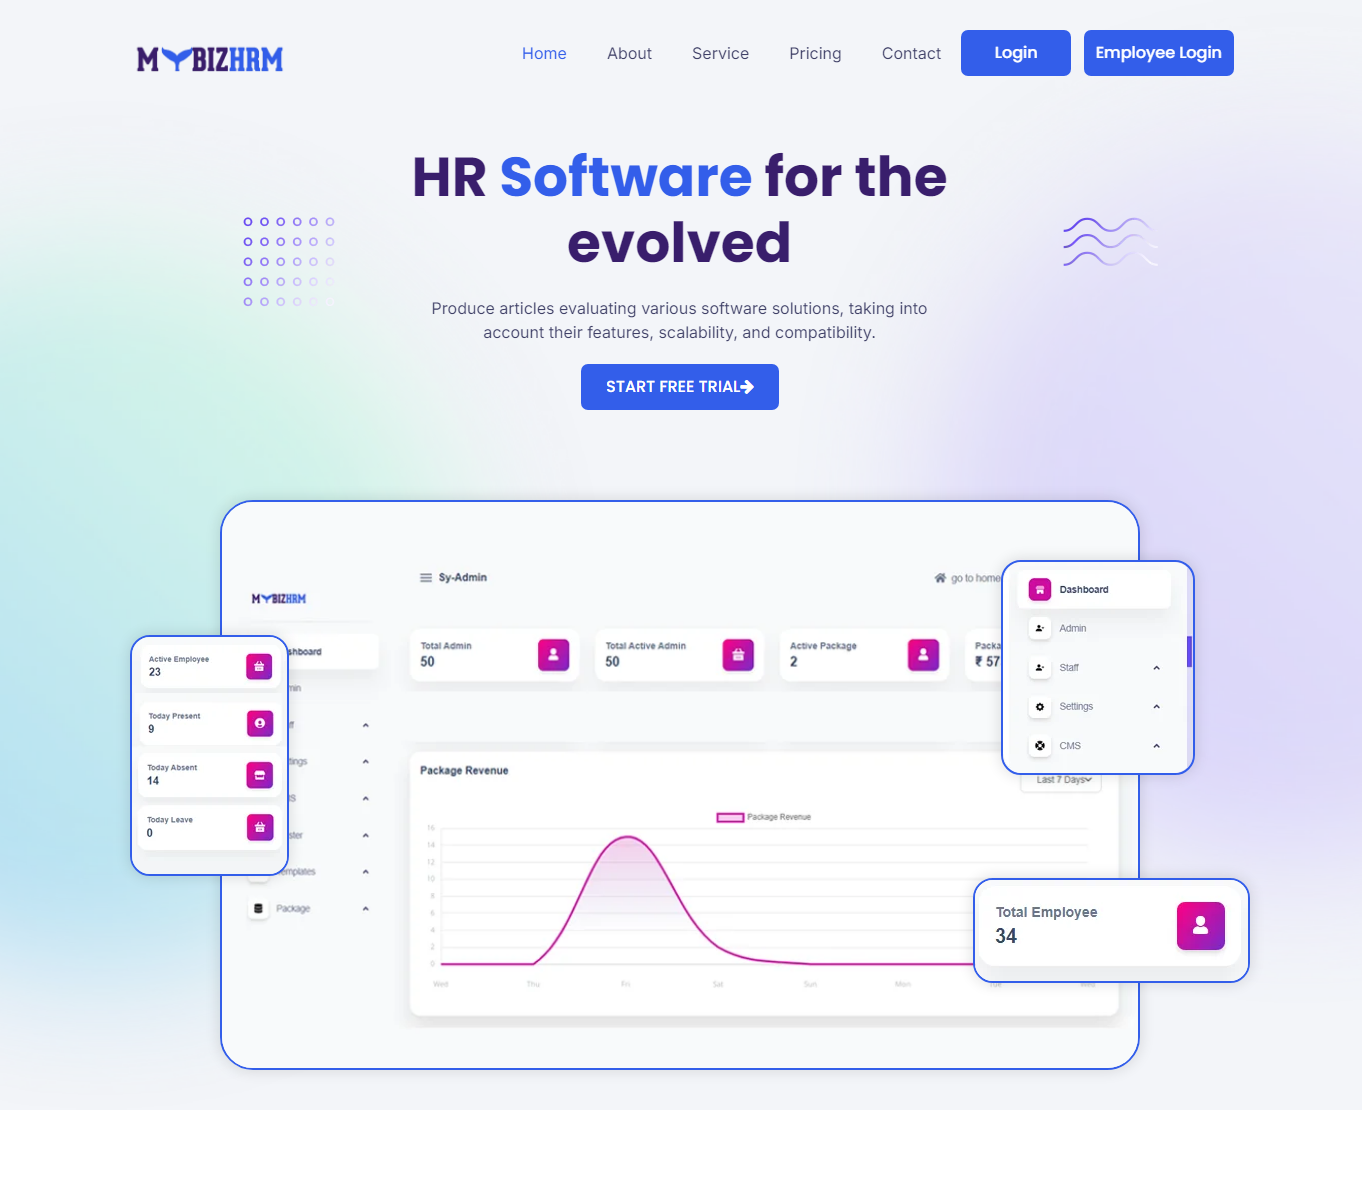 MYBIZHRM
Home
About
Service
Pricing
Contact
Login
Employee Login
HR Software for the
evolved
Produce articles evaluating various software solutions, taking into
account their features, scalability, and compatibility.
START FREE TRIAL
Sy-Admin
go to home
MYBIZHRM
Total Admin
50
Total Active Admin
50
Active Package
2
Packa
₹ 57
shboard
min
ff
tings
ster
mplates
Package
Active Employee
23
Today Present
9
Today Absent
14
Today Leave
0
Dashboard
Admin
Staff
Settings
CMS
Package Revenue
Last 7 Days
Package Revenue
16
14
12
10
8
6
4
2
0
Wed
Thu
Fri
Sat
Sun
Mon
Tue
Wed
Total Employee
34